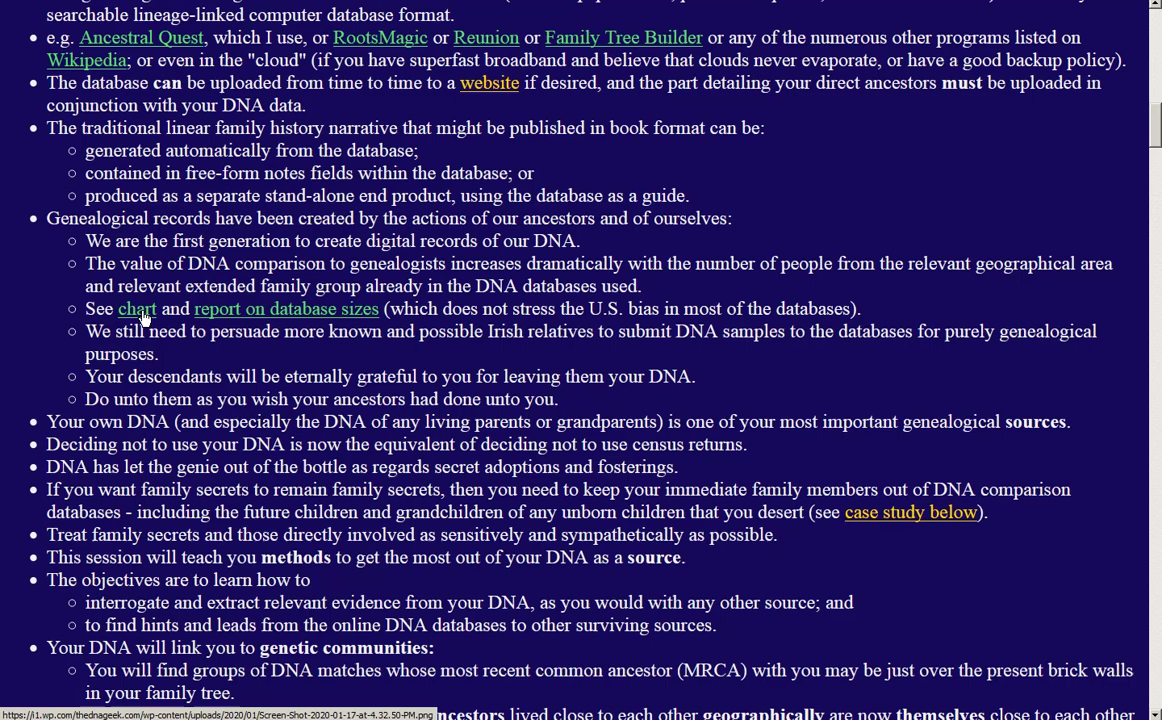 searchable lineage-linked computer database format.
e.g. Ancestral Quest, which I use, or RootsMagic or Reunion or Family Tree Builder or any of the numerous other programs listed on
Wikipedia; or even in the "cloud" (if you have superfast broadband and believe that clouds never evaporate, or have a good backup policy).
The database can be uploaded from time to time to a website if desired, and the part detailing your direct ancestors must be uploaded in
conjunction with your DNA data.
The traditional linear family history narrative that might be published in book format can be:
generated automatically from the database;
contained in free-form notes fields within the database; or
produced as a separate stand-alone end product, using the database as a guide.
Genealogical records have been created by the actions of our ancestors and of ourselves:
We are the first generation to create digital records of our DNA.
The value of DNA comparison to genealogists increases dramatically with the number of people from the relevant geographical area
and relevant extended family group already in the DNA databases used.
See chart and report on database sizes (which does not stress the U.S. bias in most of the databases).
We still need to persuade more known and possible Irish relatives to submit DNA samples to the databases for purely genealogical
purposes.
Your descendants will be eternally grateful to you for leaving them your DNA.
Do unto them as you wish your ancestors had done unto you.
Your own DNA (and especially the DNA of any living parents or grandparents) is one of your most important genealogical sources.
Deciding not to use your DNA is now the equivalent of deciding not to use census returns.
DNA has let the genie out of the bottle as regards secret adoptions and fosterings.
If you want family secrets to remain family secrets, then you need to keep your immediate family members out of DNA comparison
databases - including the future children and grandchildren of any unborn children that you desert (see case study below).
Treat family secrets and those directly involved as sensitively and sympathetically as possible.
This session will teach you methods to get the most out of your DNA as a source.
The objectives are to learn how to
interrogate and extract relevant evidence from your DNA, as you would with any other source; and
to find hints and leads from the online DNA databases to other surviving sources.
Your DNA will link you to genetic communities:
You will find groups of DNA matches whose most recent common ancestor (MRCA) with you may be just over the present brick walls
in your family tree.
https://i1.wp.com/thednageek.com/wp-content/uploads/2020/01/Screen-Shot-2020-01-17-at-4.32.50-PM.png
ncestors lived close to each other geographically are now themselves close to each other